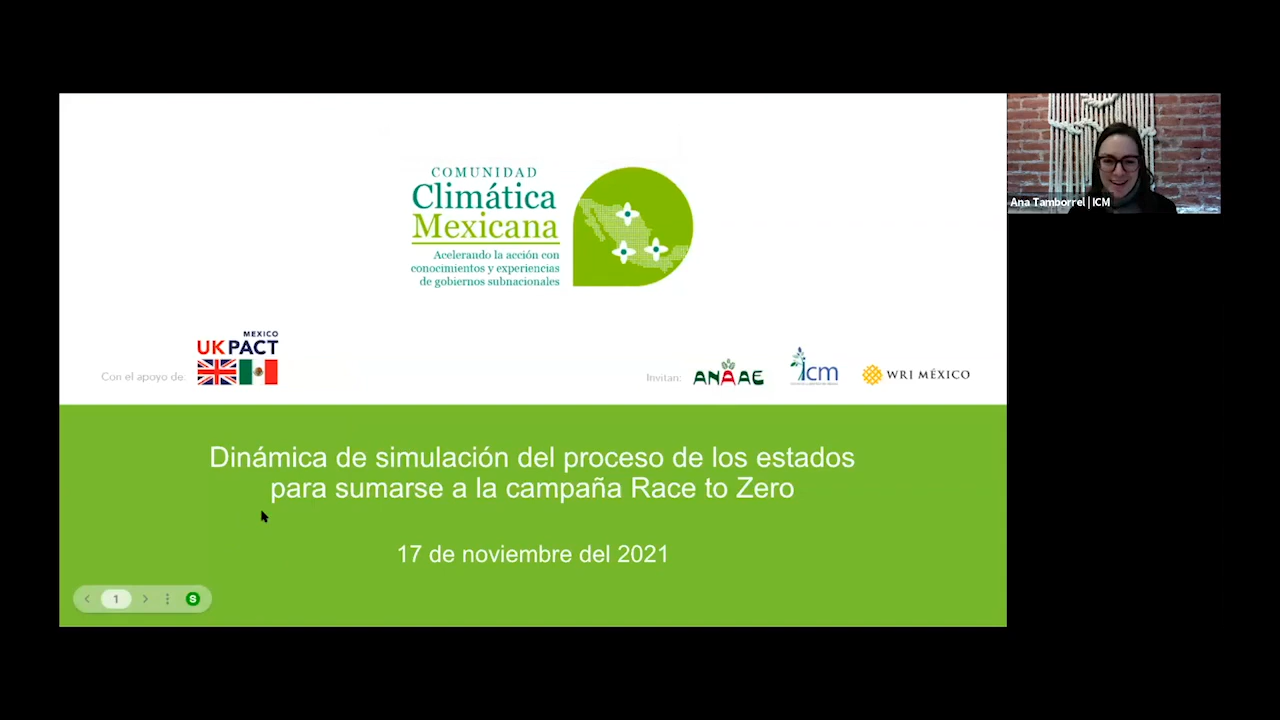 COMUNIDAD
Climática
Mexicana
Acelerando la acción con
conocimientos y experiencias
de gobiernos subnacionales
Ana Tamborrel | ICM
MEXICO
UK PACT
Con el apoyo de:
Invitan:
ANAAE
icm
WRI MÉXICO
Dinámica de simulación del proceso de los estados
para sumarse a la campaña Race to Zero
17 de noviembre del 2021
1
S